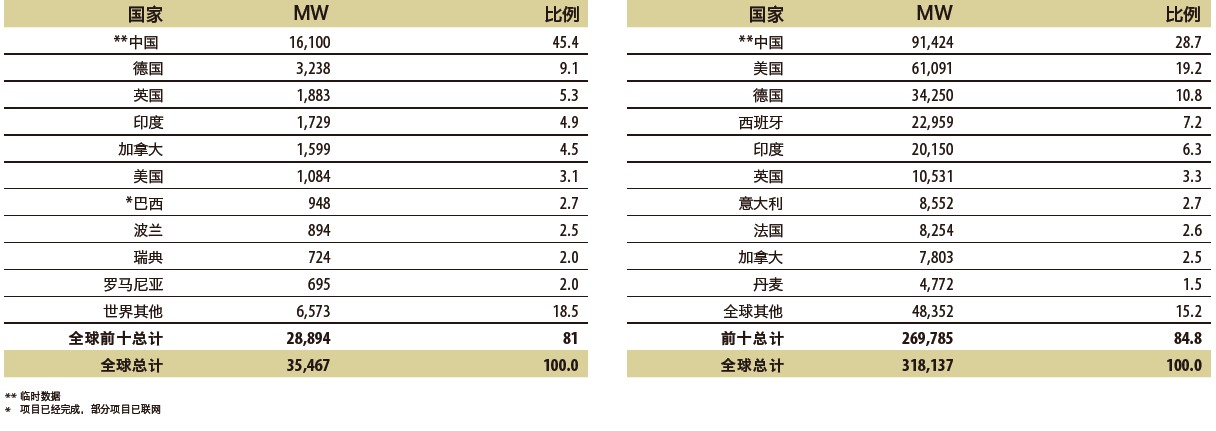 国家 MW 比例
**中国 16,100 45.4
德国 3,238 9.1
英国 1,883 5.3
印度 1,729 4.9
加拿大 1,599 4.5
美国 1,084 3.1
*巴西 948 2.7
波兰 894 2.5
瑞典 724 2.0
罗马尼亚 695 2.0
世界其他 6,573 18.5
全球前十总计 28,894 81
全球总计 35,467 100.0
** 临时数据
* 项目已经完成，部分项目已联网
国家 MW 比例
**中国 91,424 28.7
美国 61,091 19.2
德国 34,250 10.8
西班牙 22,959 7.2
印度 20,150 6.3
英国 10,531 3.3
意大利 8,552 2.7
法国 8,254 2.6
加拿大 7,803 2.5
丹麦 4,772 1.5
全球其他 48,352 15.2
前十总计 269,785 84.8
全球总计 318,137 100.0